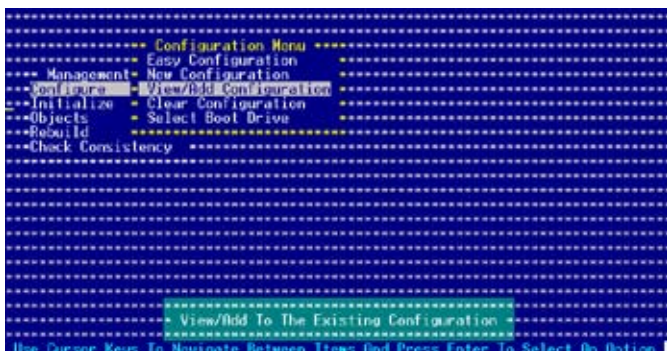 Configuration Menu
Easy Configuration
Management
New Configuration
Configure
View/Add Configuration
Initialize
Clear Configuration
Objects
Select Boot Drive
Rebuild
Check Consistency
View/Add To The Existing Configuration
Use Cursor Keys To Navigate Between Items And Press Enter To Select An Option